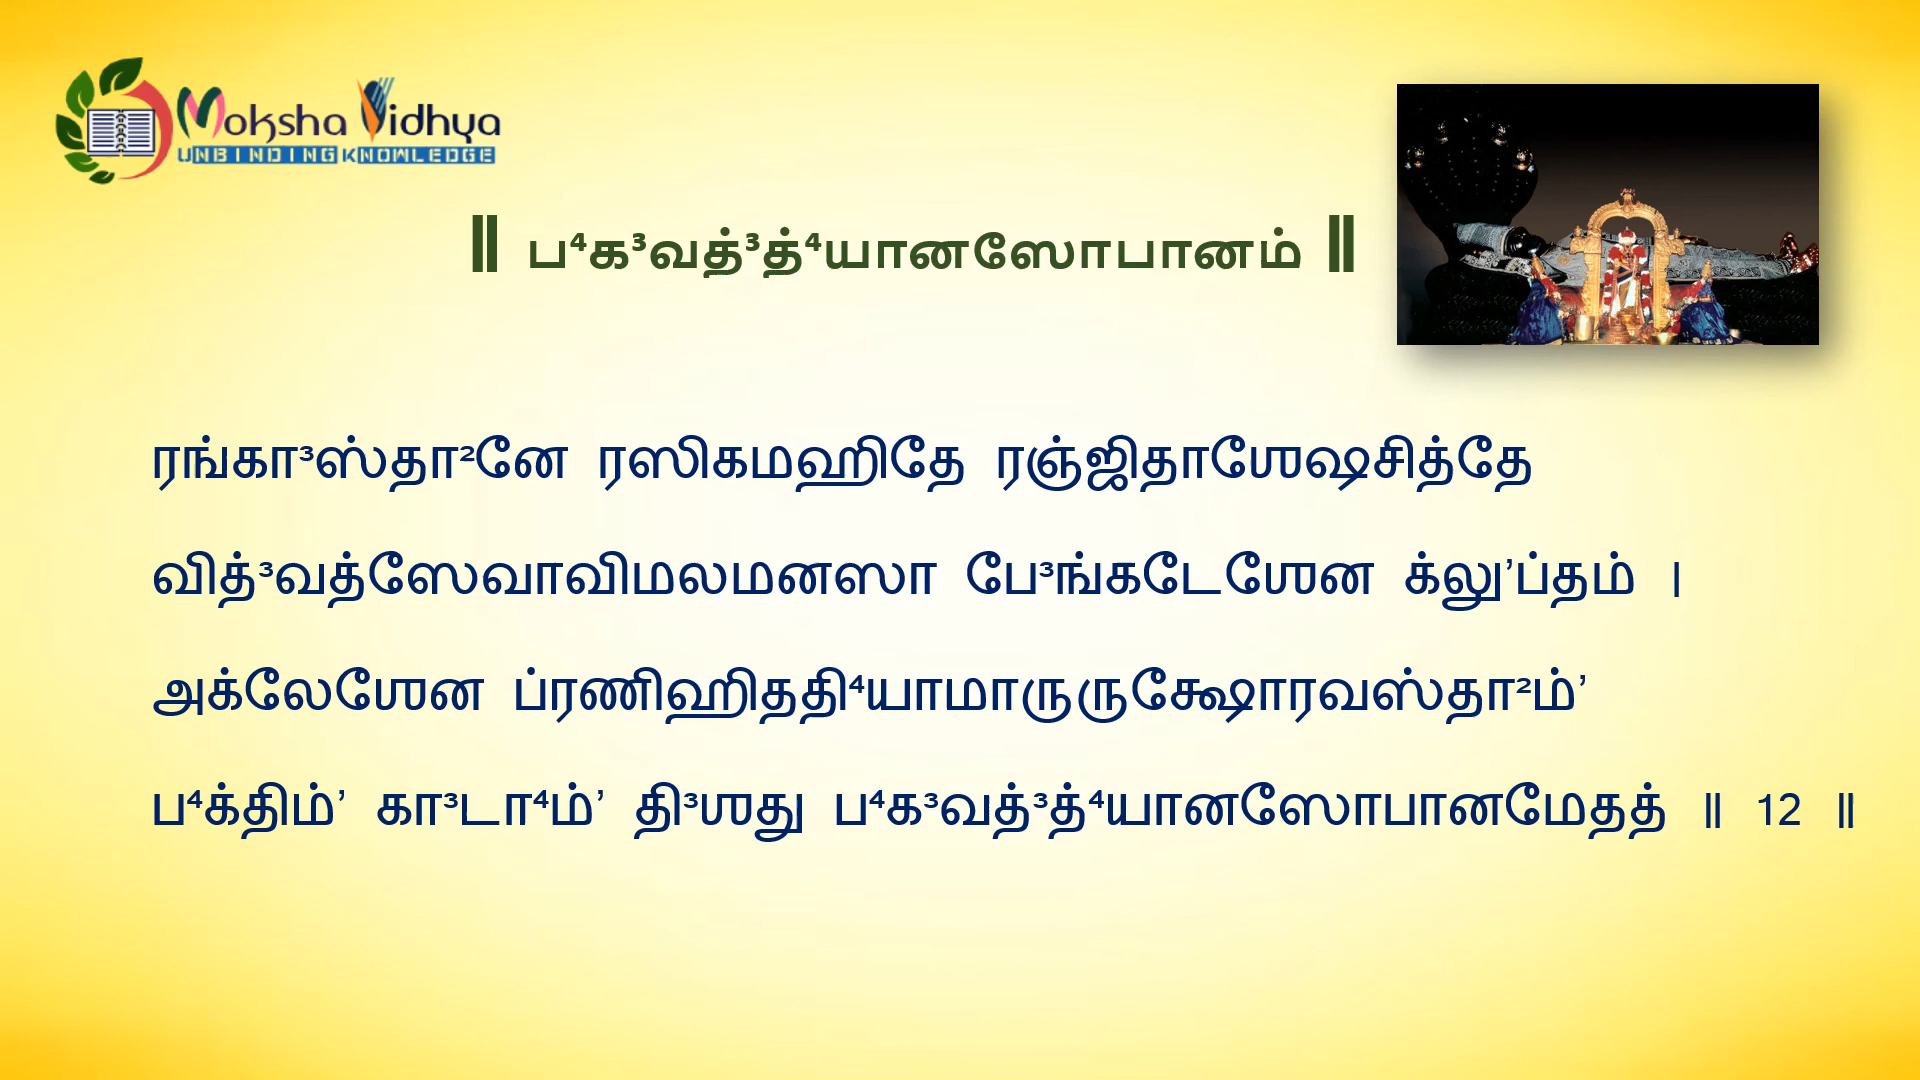 Moksha Vidhya
UNBINDING KNOWLEDGE
॥ ப⁴க³வத்³த்⁴யானஸோபானம் ॥
ரங்கா³ஸ்தா²னே ரஸிகமஹிதே ரஞ்ஜிதாஶேஷசித்தே
வித்³வத்ஸேவாவிமலமனஸா பே³ங்கடேஶேன க்லு’ப்தம் ।
அக்லேஶேன ப்ரணிஹிததி⁴யாமாருருக்ஷோரவஸ்தா²ம்’
ப⁴க்திம்’ கா³டா⁴ம்’ தி³ஶது ப⁴க³வத்³த்⁴யானஸோபானமேதத் ॥ 12 ॥